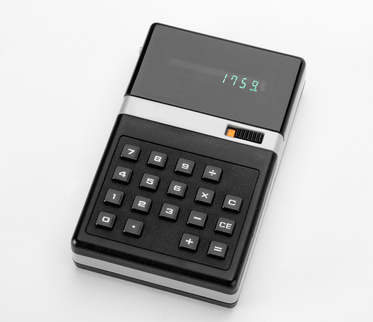 1759.
7 8 9 ÷
4 5 6 × C
1 2 3 − CE
0 . + =